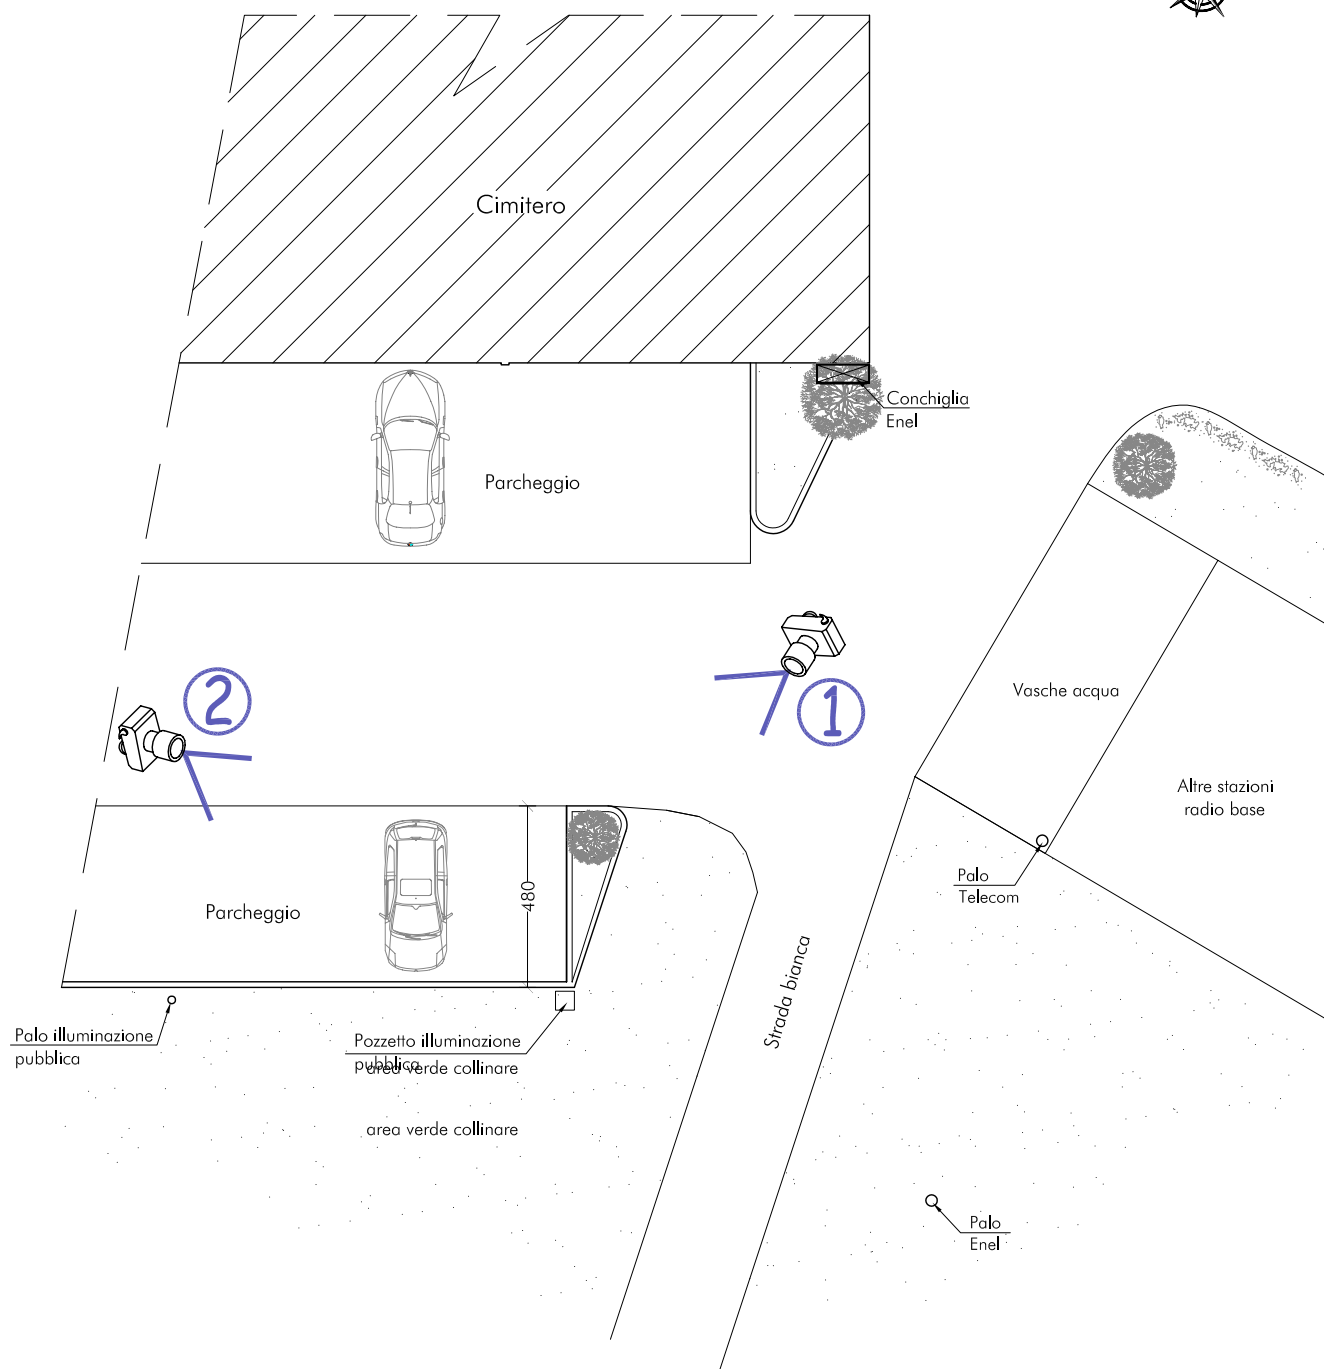 Cimitero
Conchiglia
Enel
Parcheggio
Vasche acqua
2
1
Altre stazioni
radio base
Palo
Telecom
480
Parcheggio
Strada bianca
Palo illuminazione
pubblica
Pozzetto illuminazione
pubblica
area verde collinare
area verde collinare
Palo
Enel